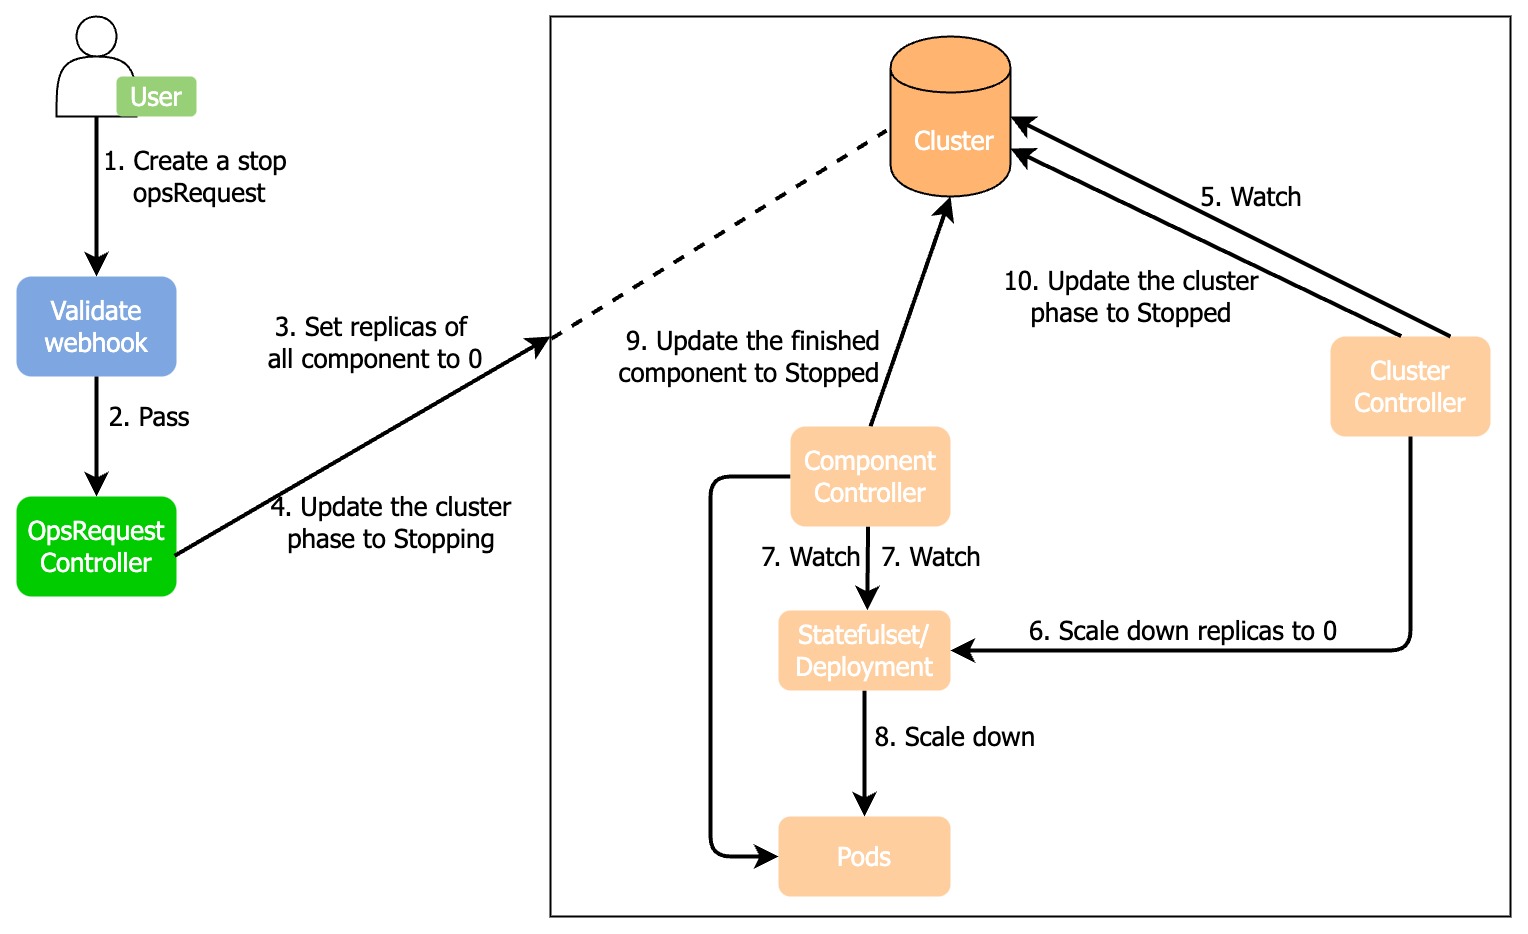 User
1. Create a stop
opsRequest
Validate
webhook
2. Pass
OpsRequest
Controller
3. Set replicas of
all component to 0
4. Update the cluster
phase to Stopping
Cluster
5. Watch
10. Update the cluster
phase to Stopped
Cluster
Controller
9. Update the finished
component to Stopped
Component
Controller
7. Watch
7. Watch
6. Scale down replicas to 0
Statefulset/
Deployment
8. Scale down
Pods